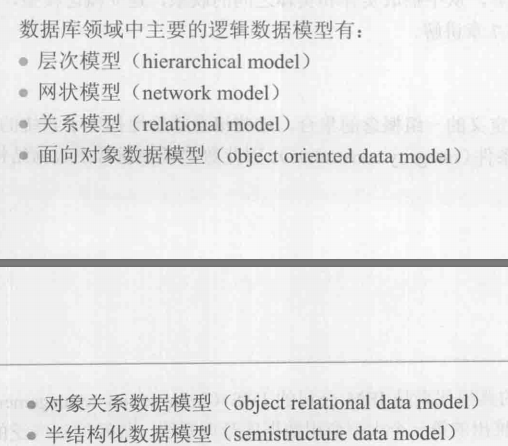 数据库领域中主要的逻辑数据模型有：
● 层次模型（hierarchical model）
● 网状模型（network model）
● 关系模型（relational model）
● 面向对象数据模型（object oriented data model）
● 对象关系数据模型（object relational data model）
● 半结构化数据模型（semistructure data model）